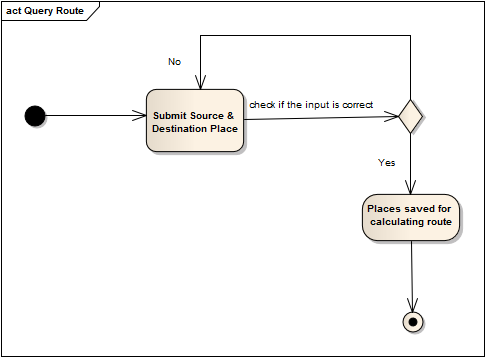 act Query Route
No
Submit Source &
Destination Place
check if the input is correct
Yes
Places saved for
calculating route